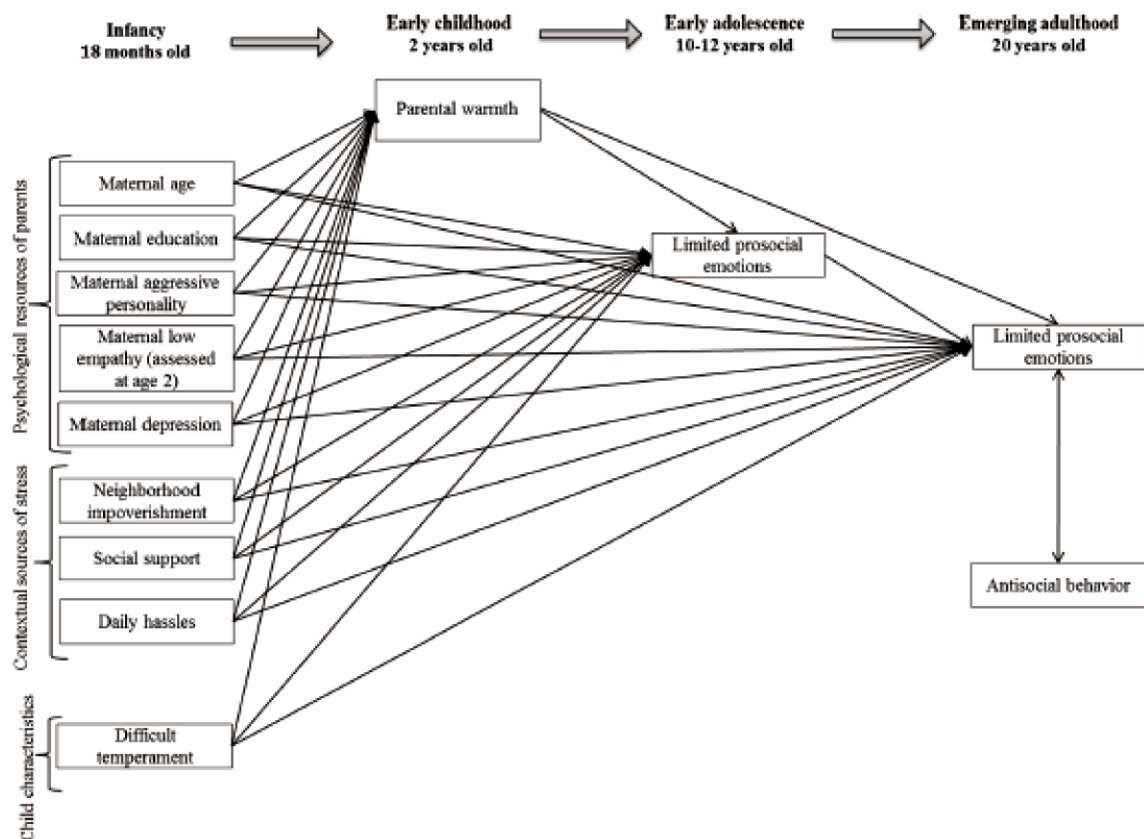 Infancy
18 months old
Early childhood
2 years old
Early adolescence
10-12 years old
Emerging adulthood
20 years old
Parental warmth
Psychological resources of parents
Maternal age
Maternal education
Maternal aggressive
personality
Maternal low
empathy (assessed
at age 2)
Maternal depression
Limited prosocial
emotions
Limited prosocial
emotions
Contextual sources of stress
Neighborhood
impoverishment
Social support
Daily hassles
Antisocial behavior
Child characteristics
Difficult
temperament